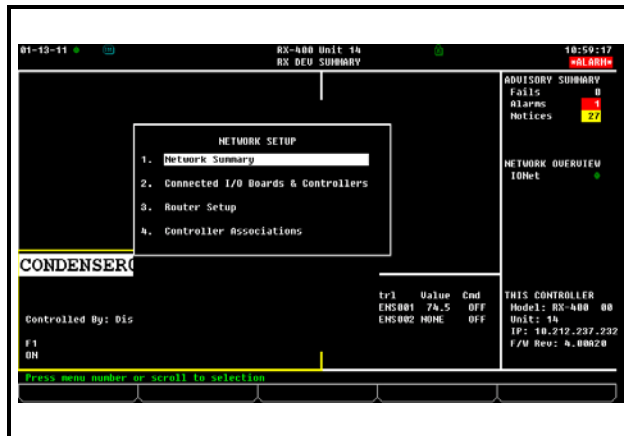 01-13-11 RX-400 Unit 14 10:59:17
RX DEV SUMMARY *ALARM*
ADVISORY SUMMARY
Fails 0
Alarms 1
Notices 27
NETWORK SETUP
1. Network Summary
2. Connected I/O Boards & Controllers
3. Router Setup
4. Controller Associations
NETWORK OVERVIEW
IONet
CONDENSER
trl Value Cmd
ENS001 74.5 OFF
ENS002 NONE OFF
Controlled By: Dis
F1
ON
THIS CONTROLLER
Model: RX-400 00
Unit: 14
IP: 10.212.237.232
F/W Rev: 4.00A20
Press menu number or scroll to selection